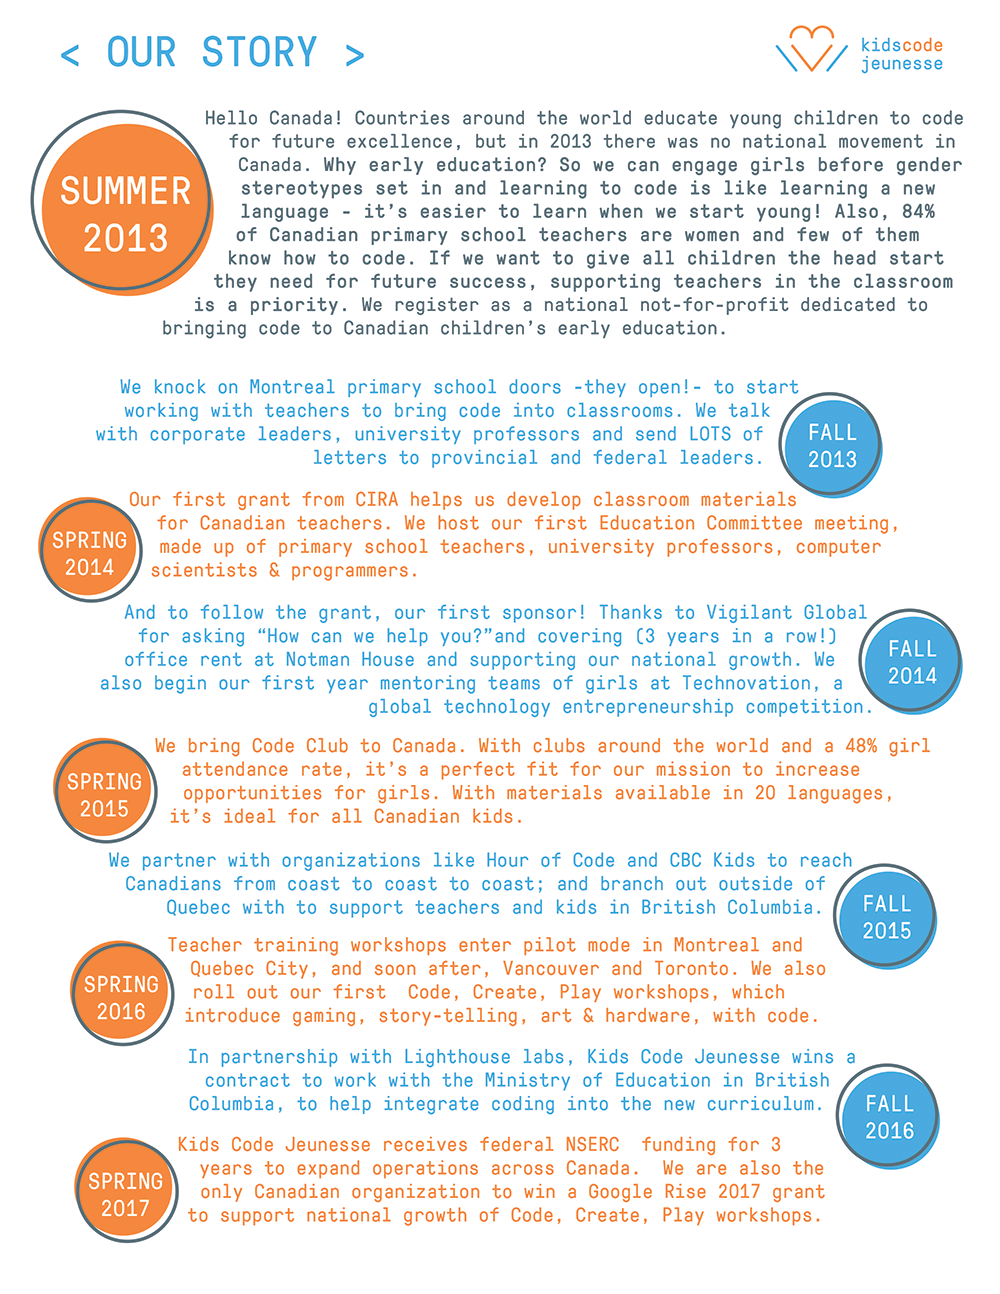 < OUR STORY >
kidscode
jeunesse
SUMMER
2013
Hello Canada! Countries around the world educate young children to code
for future excellence, but in 2013 there was no national movement in
Canada. Why early education? So we can engage girls before gender
stereotypes set in and learning to code is like learning a new
language - it's easier to learn when we start young! Also, 84%
of Canadian primary school teachers are women and few of them
know how to code. If we want to give all children the head start
they need for future success, supporting teachers in the classroom
is a priority. We register as a national not-for-profit dedicated to
bringing code to Canadian children's early education.
We knock on Montreal primary school doors -they open!- to start
working with teachers to bring code into classrooms. We talk
with corporate leaders, university professors and send LOTS of
letters to provincial and federal leaders.
FALL
2013
SPRING
2014
Our first grant from CIRA helps us develop classroom materials
for Canadian teachers. We host our first Education Committee meeting,
made up of primary school teachers, university professors, computer
scientists & programmers.
And to follow the grant, our first sponsor! Thanks to Vigilant Global
for asking “How can we help you?”and covering (3 years in a row!)
office rent at Notman House and supporting our national growth. We
also begin our first year mentoring teams of girls at Technovation, a
global technology entrepreneurship competition.
FALL
2014
SPRING
2015
We bring Code Club to Canada. With clubs around the world and a 48% girl
attendance rate, it's a perfect fit for our mission to increase
opportunities for girls. With materials available in 20 languages,
it's ideal for all Canadian kids.
We partner with organizations like Hour of Code and CBC Kids to reach
Canadians from coast to coast to coast; and branch out outside of
Quebec with to support teachers and kids in British Columbia.
FALL
2015
SPRING
2016
Teacher training workshops enter pilot mode in Montreal and
Quebec City, and soon after, Vancouver and Toronto. We also
roll out our first  Code, Create, Play workshops, which
introduce gaming, story-telling, art & hardware, with code.
In partnership with Lighthouse labs, Kids Code Jeunesse wins a
contract to work with the Ministry of Education in British
Columbia, to help integrate coding into the new curriculum.
FALL
2016
SPRING
2017
Kids Code Jeunesse receives federal NSERC  funding for 3
years to expand operations across Canada.  We are also the
only Canadian organization to win a Google Rise 2017 grant
to support national growth of Code, Create, Play workshops.